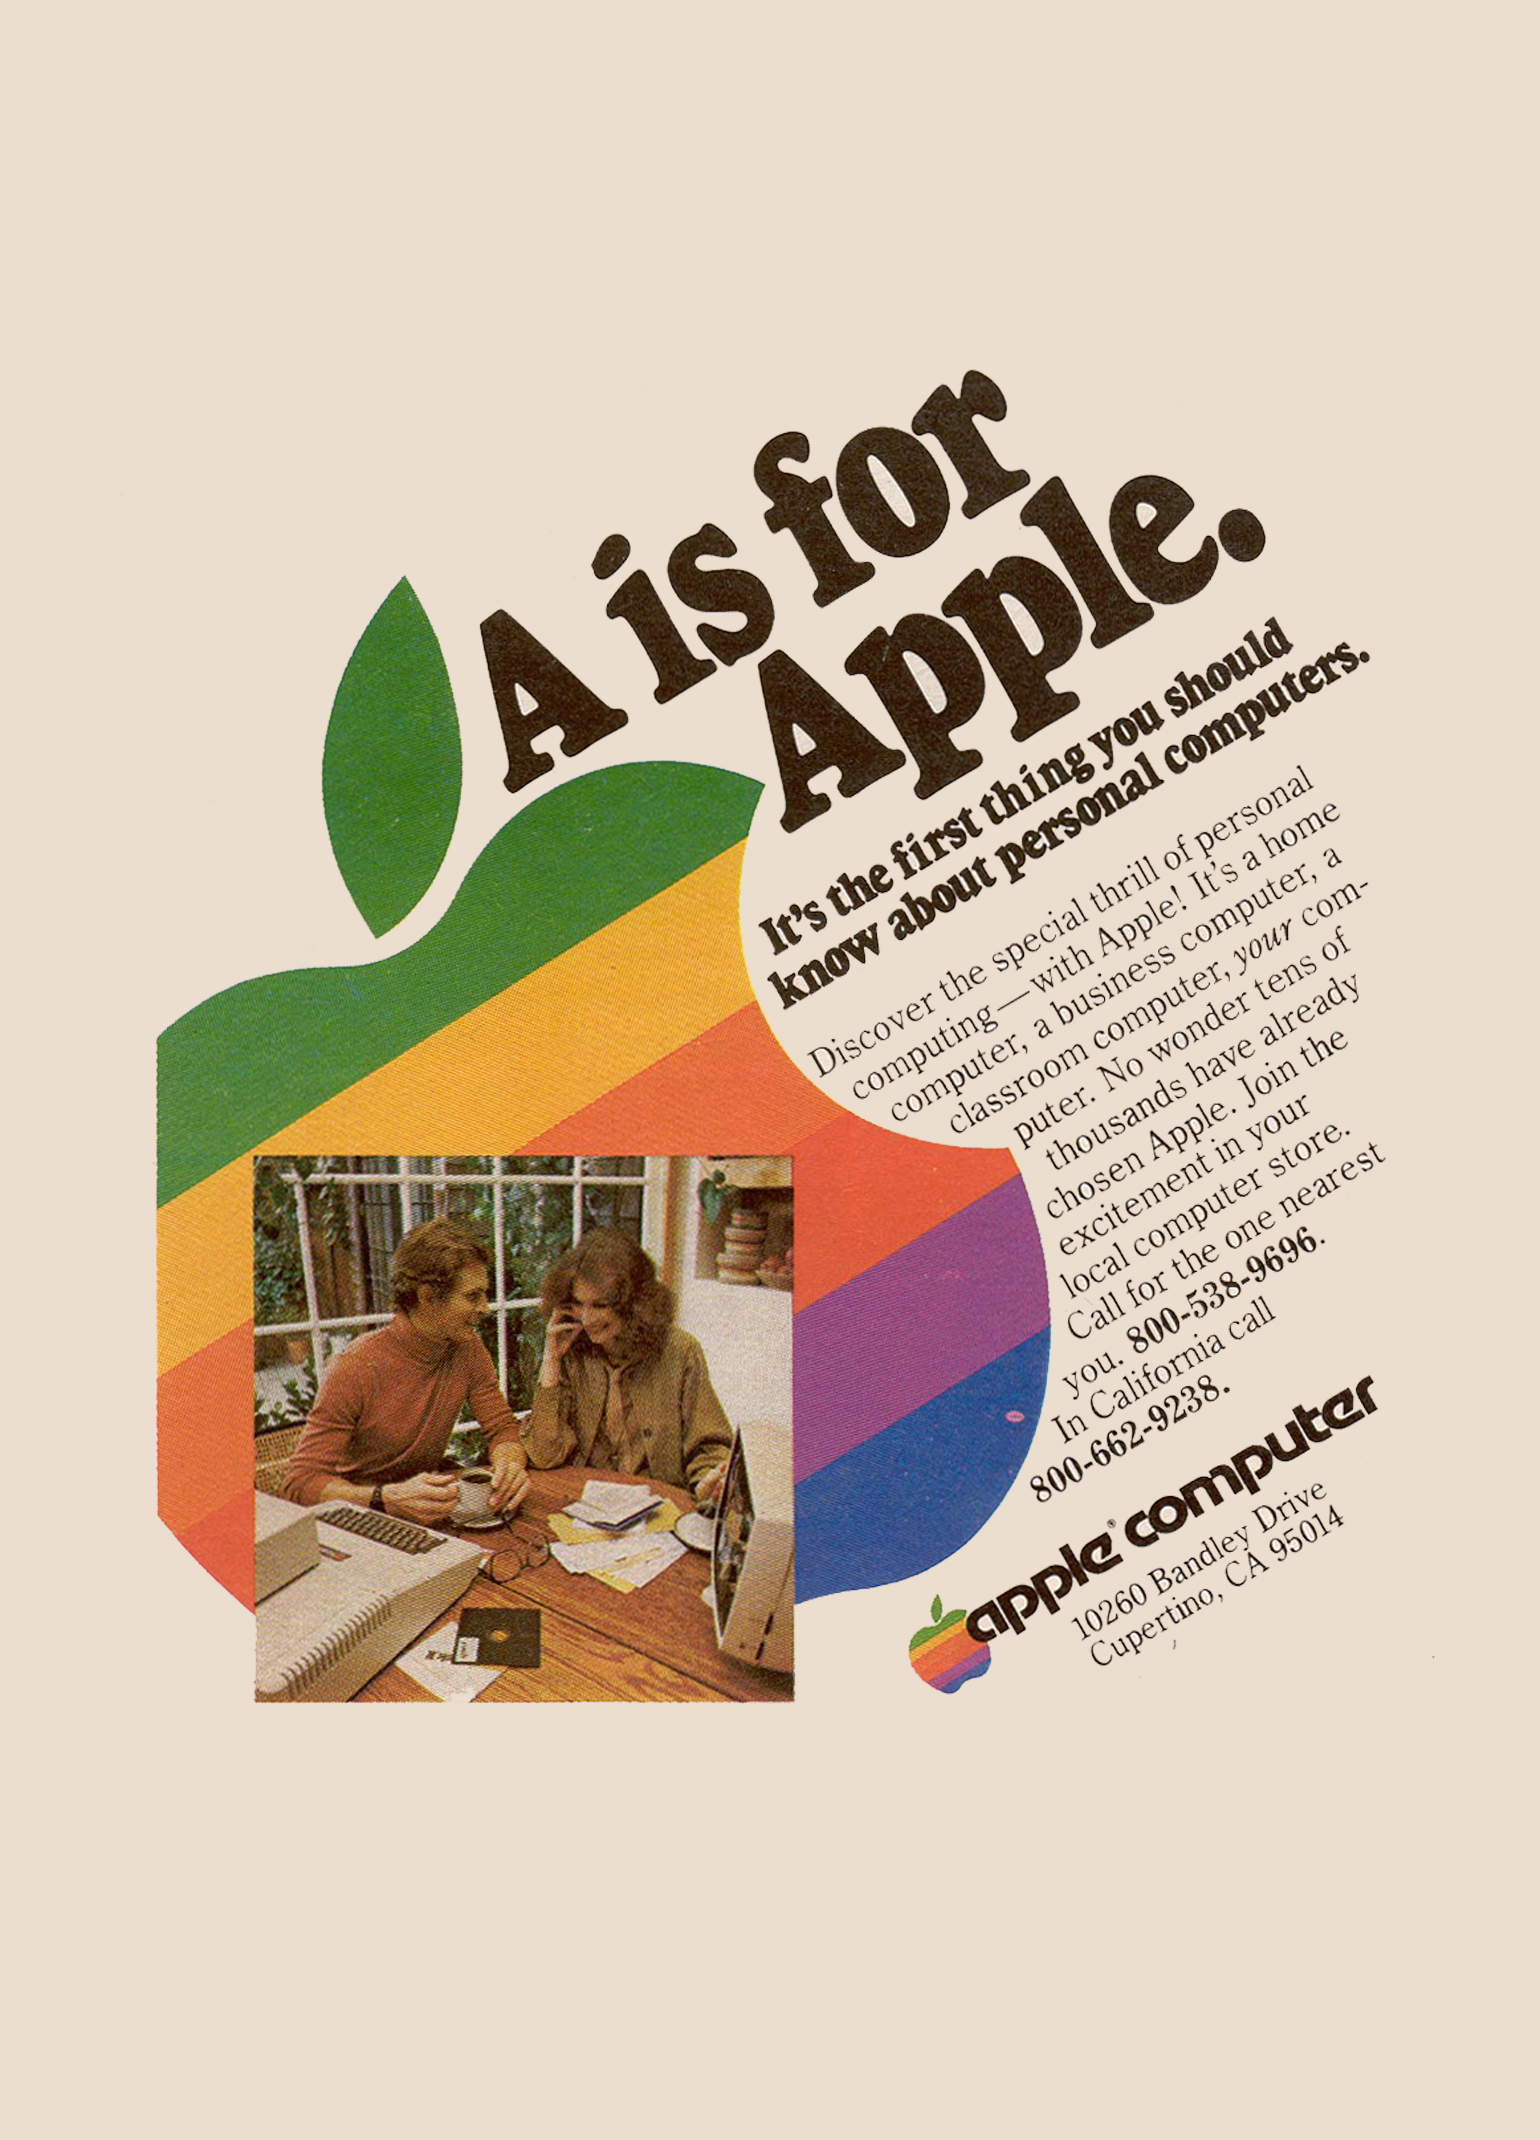 A is for
Apple.
It's the first thing you should
know about personal computers.
Discover the special thrill of personal
computing—with Apple! It's a home
computer, a business computer, a
classroom computer, your com-
puter. No wonder tens of
thousands have already
chosen Apple. Join the
excitement in your
local computer store.
Call for the one nearest
you. 800-538-9696.
In California call
800-662-9238.
apple® computer
10260 Bandley Drive
Cupertino, CA 95014